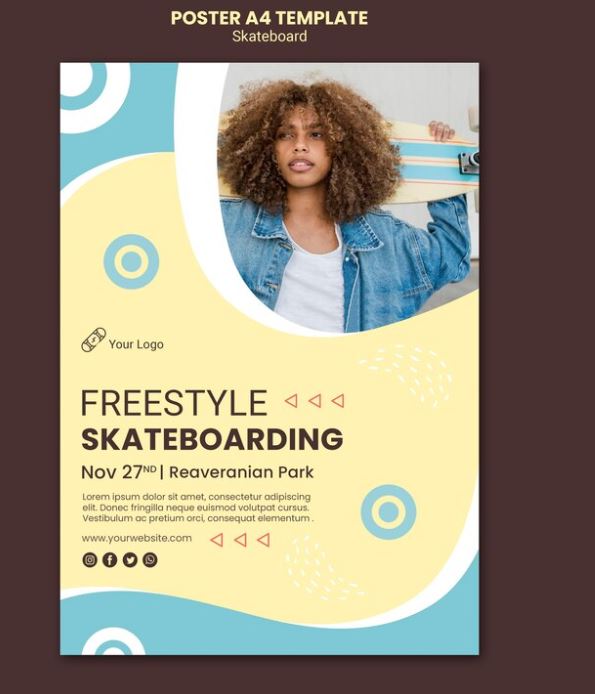 POSTER A4 TEMPLATE
Skateboard
Your Logo
FREESTYLE
SKATEBOARDING
Nov 27ND | Reaveranian Park
Lorem ipsum dolor sit amet, consectetur adipiscing
elit. Donec fringilla neque euismod volutpat cursus.
Vestibulum ac pretium orci, consequat elementum .
www.yourwebsite.com